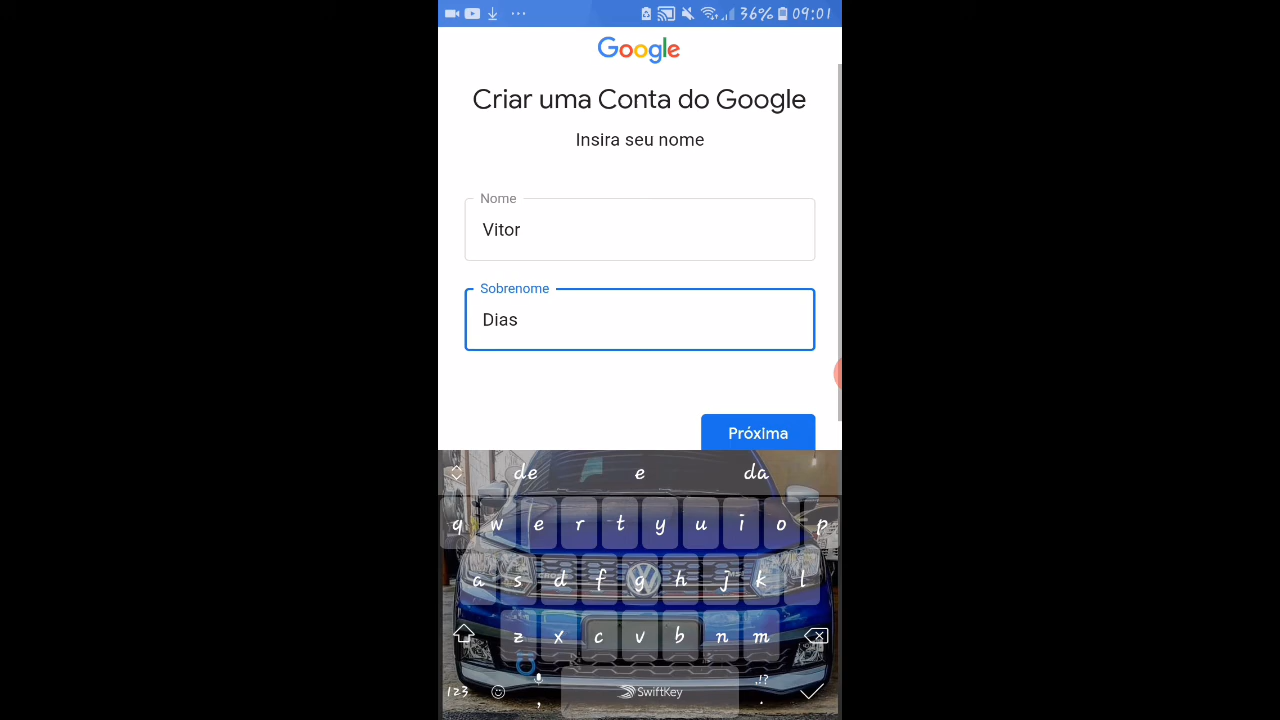 36% 09:01
Google
Criar uma Conta do Google
Insira seu nome
Nome
Vitor
Sobrenome
Dias
Próxima
de e da
q w e r t y u i o p
a s d f g h j k l
z x c v b n m
123 , SwiftKey .!? .